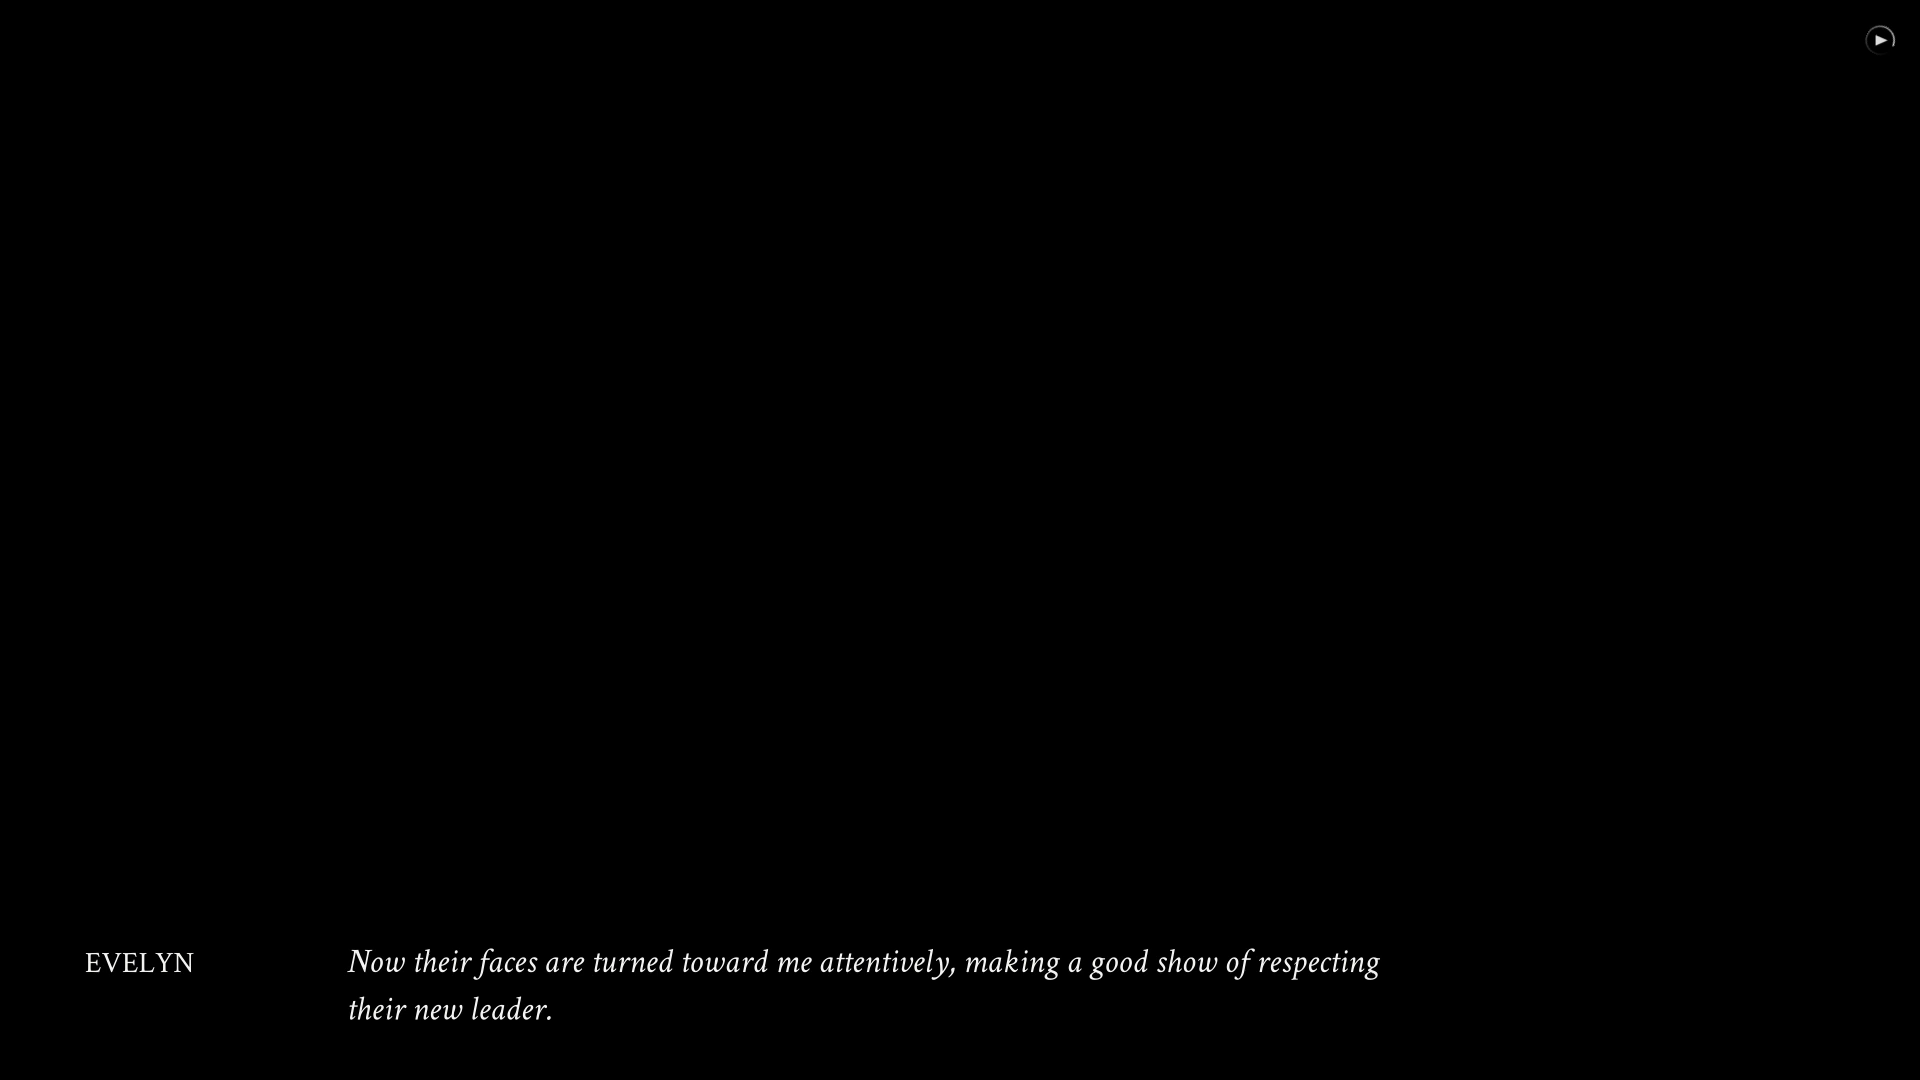 EVELYN
Now their faces are turned toward me attentively, making a good show of respecting
their new leader.